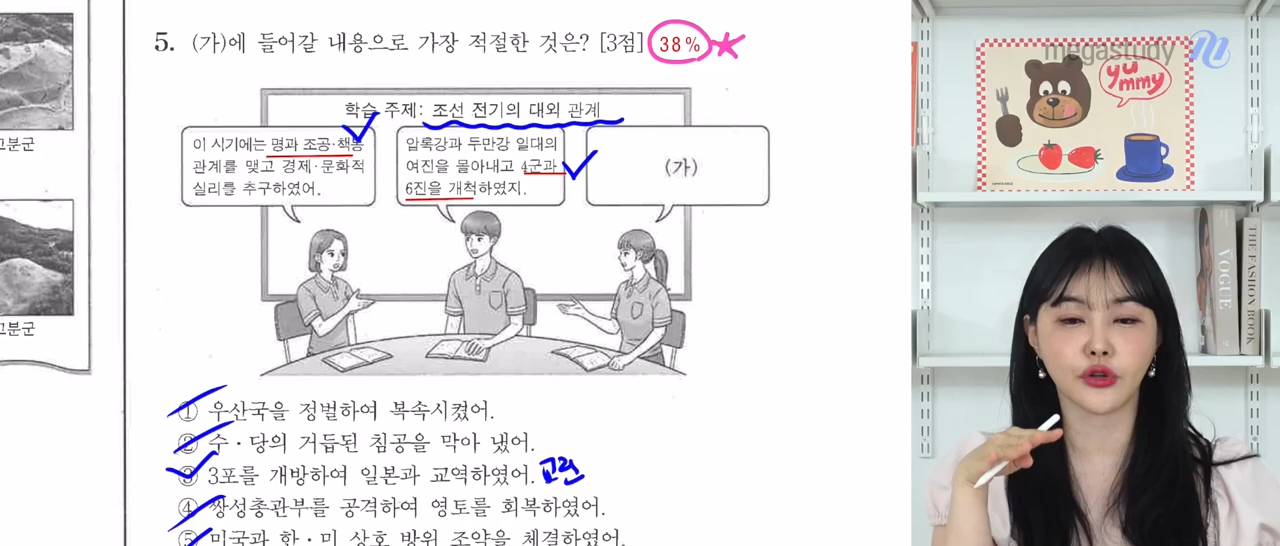 고분군
고분군
5. (가)에 들어갈 내용으로 가장 적절한 것은? [3점] 38%
학습 주제: 조선 전기의 대외 관계
이 시기에는 명과 조공·책봉
관계를 맺고 경제·문화적
실리를 추구하였어.
압록강과 두만강 일대의
여진을 몰아내고 4군과
6진을 개척하였지.
(가)
① 우산국을 정벌하여 복속시켰어.
② 수·당의 거듭된 침공을 막아 냈어.
③ 3포를 개방하여 일본과 교역하였어. 교린
④ 쌍성총관부를 공격하여 영토를 회복하였어.
⑤ 미국과 한·미 상호 방위 조약을 체결하였어.
megastudy
yummy
VOGUE
THE FASHION BOOK